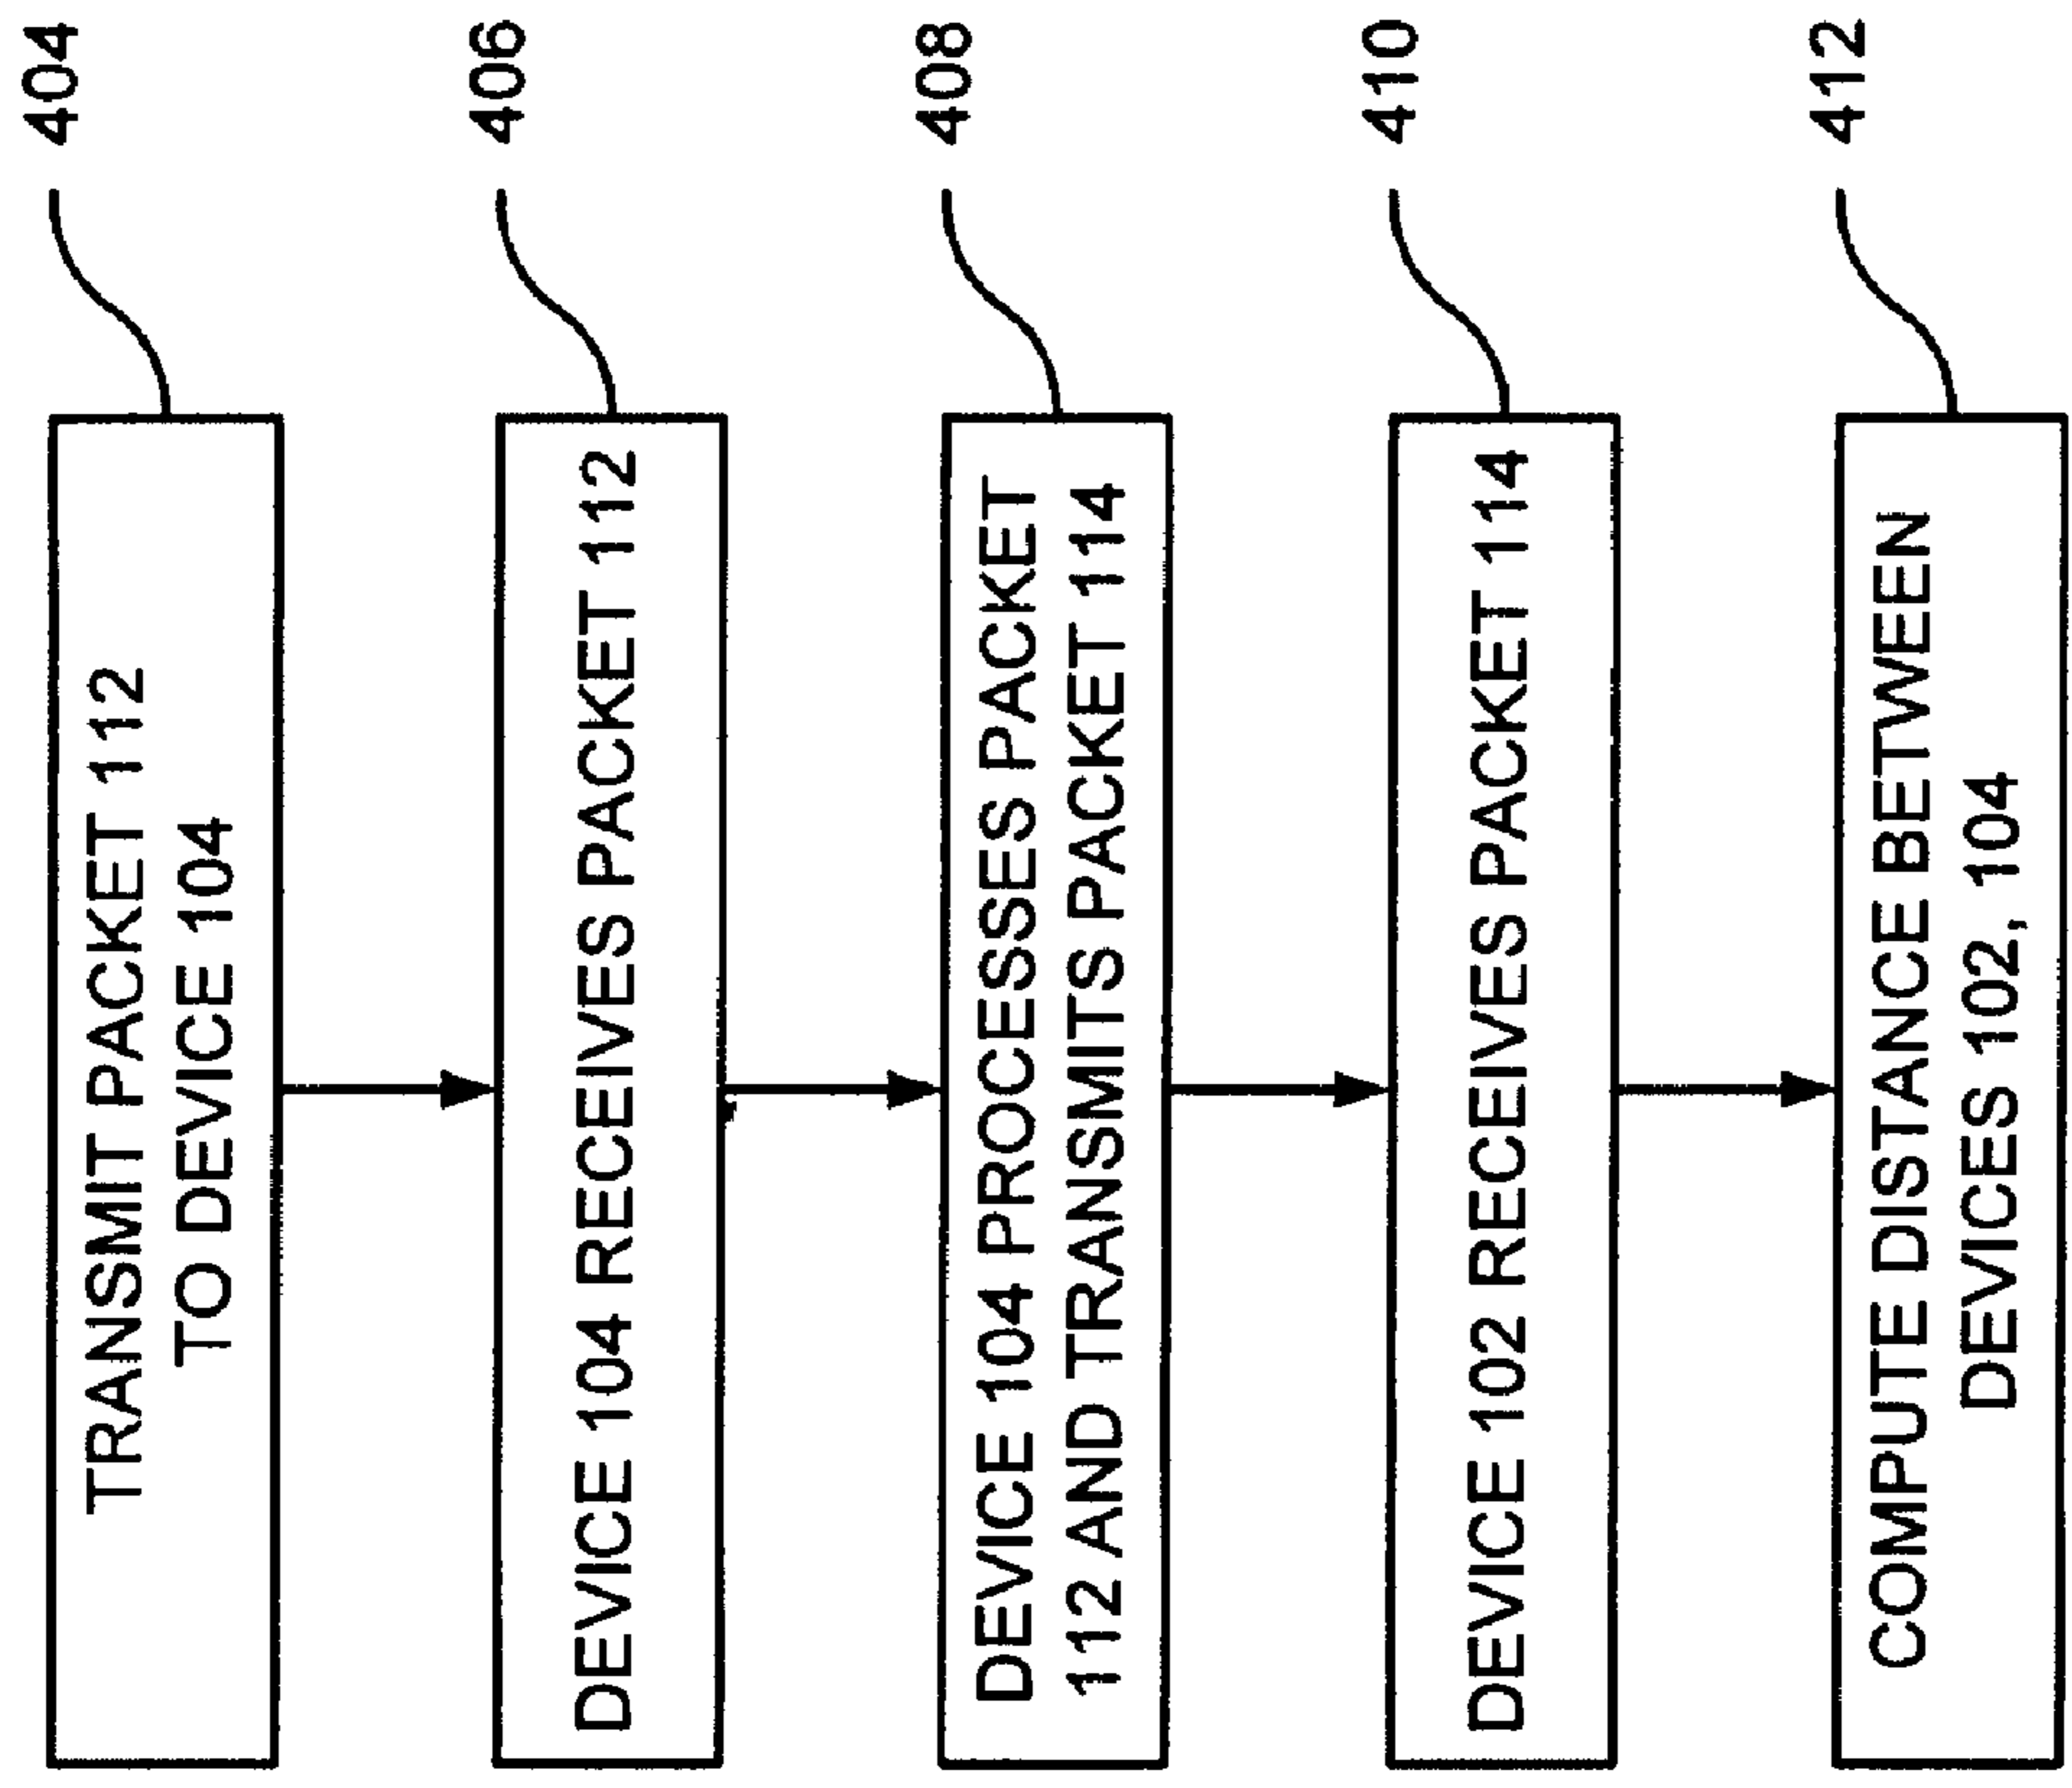 TRANSMIT PACKET 112
TO DEVICE 104
404
DEVICE 104 RECEIVES PACKET 112
406
DEVICE 104 PROCESSES PACKET
112 AND TRANSMITS PACKET 114
408
DEVICE 102 RECEIVES PACKET 114
410
COMPUTE DISTANCE BETWEEN
DEVICES 102, 104
412